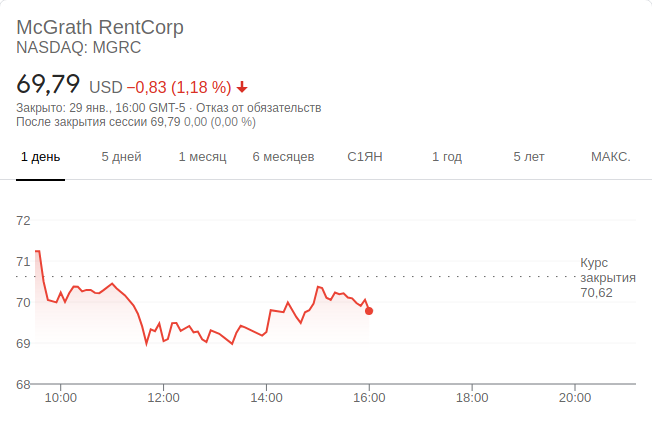 McGrath RentCorp
NASDAQ: MGRC
69,79 USD −0,83 (1,18 %)
Закрыто: 29 янв., 16:00 GMT-5 · Отказ от обязательств
После закрытия сессии 69,79 0,00 (0,00 %)
1 день 5 дней 1 месяц 6 месяцев С1ЯН 1 год 5 лет МАКС.
72
71
Курс
закрытия
70,62
70
69
68
10:00 12:00 14:00 16:00 18:00 20:00